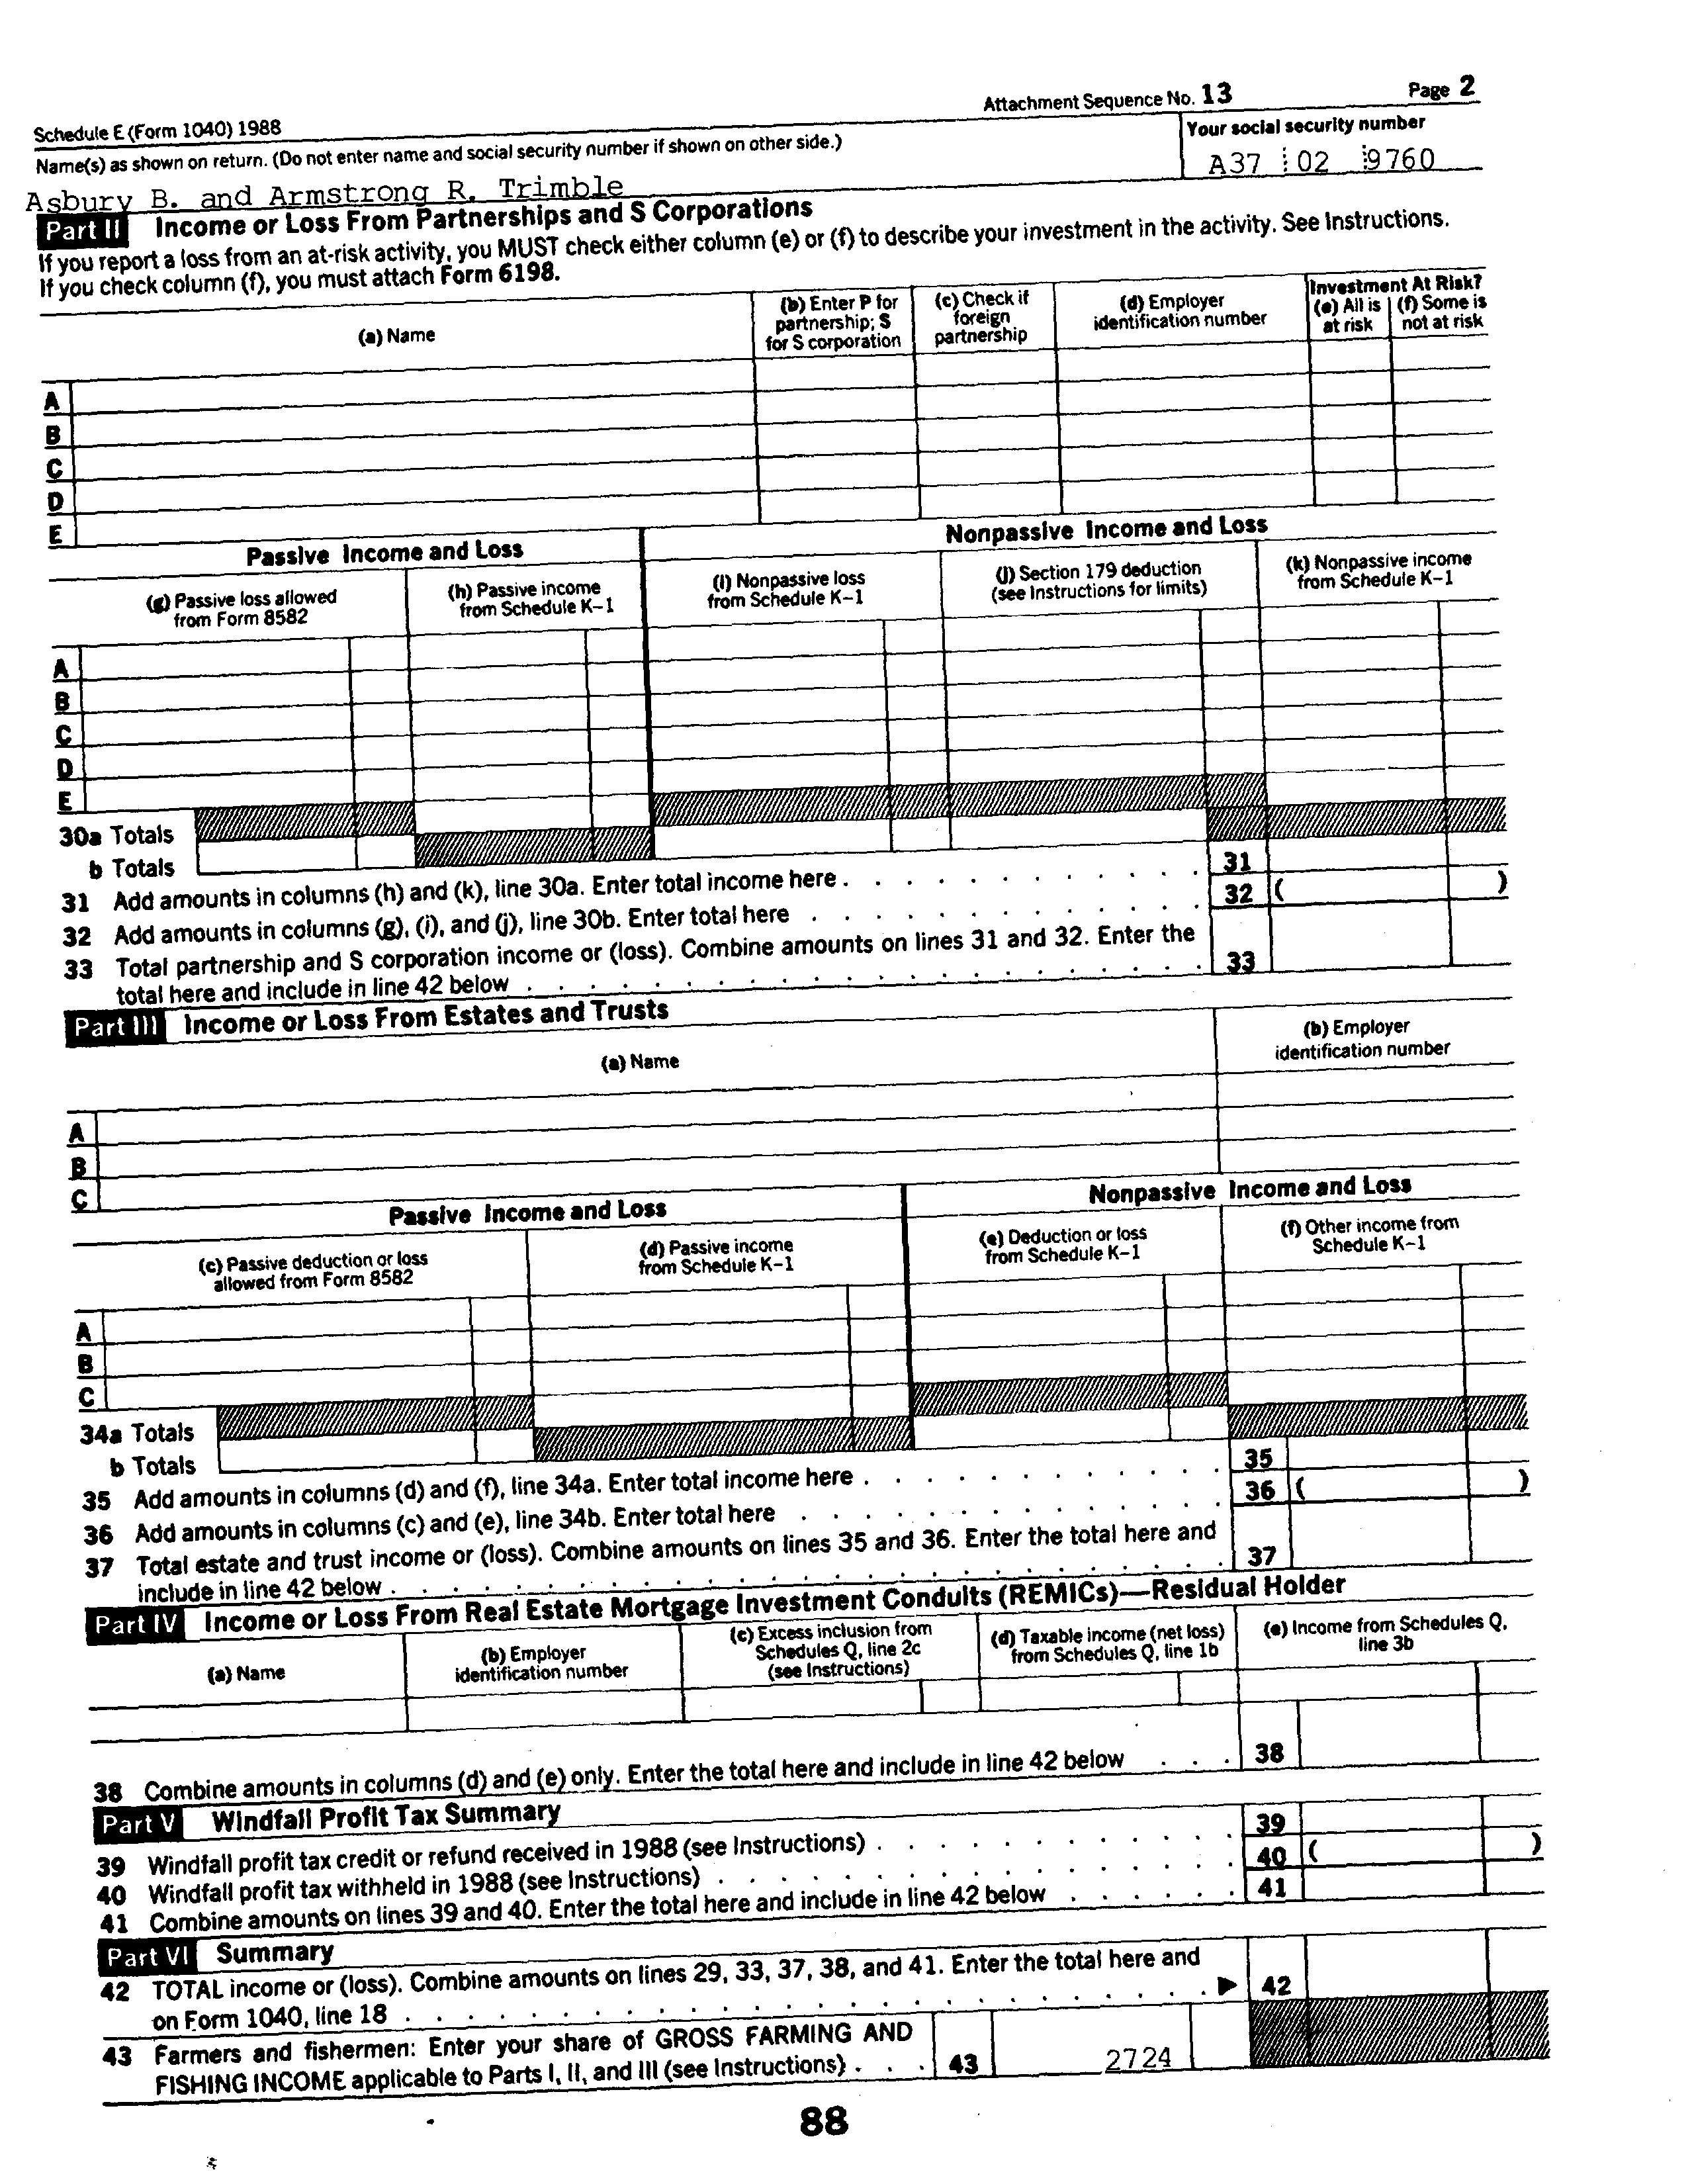 Attachment Sequence No. 13 Page 2
Schedule E (Form 1040) 1988
Name(s) as shown on return. (Do not enter name and social security number if shown on other side.)
Your social security number
Asbury B. and Armstrong R. Trimble
A37 02 9760
Part II Income or Loss From Partnerships and S Corporations
If you report a loss from an at-risk activity, you MUST check either column (e) or (f) to describe your investment in the activity. See Instructions.
If you check column (f), you must attach Form 6198.
(a) Name
(b) Enter P for
partnership; S
for S corporation
(c) Check if
foreign
partnership
(d) Employer
identification number
Investment At Risk?
(e) All is
at risk
(f) Some is
not at risk
A
B
C
D
E
Passive Income and Loss
Nonpassive Income and Loss
(g) Passive loss allowed
from Form 8582
(h) Passive income
from Schedule K–1
(i) Nonpassive loss
from Schedule K–1
(j) Section 179 deduction
(see Instructions for limits)
(k) Nonpassive income
from Schedule K–1
A
B
C
D
E
30a Totals
b Totals
31 Add amounts in columns (h) and (k), line 30a. Enter total income here . . . . . . . . . . . . 31
32 Add amounts in columns (g), (i), and (j), line 30b. Enter total here . . . . . . . . . . . . . 32 ( )
33 Total partnership and S corporation income or (loss). Combine amounts on lines 31 and 32. Enter the
total here and include in line 42 below . . . . . . . . . . . . . . . . . . . . . 33
Part III Income or Loss From Estates and Trusts
(a) Name
(b) Employer
identification number
A
B
C
Passive Income and Loss
Nonpassive Income and Loss
(c) Passive deduction or loss
allowed from Form 8582
(d) Passive income
from Schedule K–1
(e) Deduction or loss
from Schedule K–1
(f) Other income from
Schedule K–1
A
B
C
34a Totals
b Totals
35 Add amounts in columns (d) and (f), line 34a. Enter total income here . . . . . . . . . . . . 35
36 Add amounts in columns (c) and (e), line 34b. Enter total here . . . . . . . . . . . . . . 36 ( )
37 Total estate and trust income or (loss). Combine amounts on lines 35 and 36. Enter the total here and
include in line 42 below . . . . . . . . . . . . . . . . . . . . . . . . . . 37
Part IV Income or Loss From Real Estate Mortgage Investment Conduits (REMICs)—Residual Holder
(a) Name
(b) Employer
identification number
(c) Excess inclusion from
Schedules Q, line 2c
(see Instructions)
(d) Taxable income (net loss)
from Schedules Q, line 1b
(e) Income from Schedules Q,
line 3b
38 Combine amounts in columns (d) and (e) only. Enter the total here and include in line 42 below . . . 38
Part V Windfall Profit Tax Summary
39 Windfall profit tax credit or refund received in 1988 (see Instructions) . . . . . . . . . . . . 39
40 Windfall profit tax withheld in 1988 (see Instructions) . . . . . . . . . . . . . . . . 40 ( )
41 Combine amounts on lines 39 and 40. Enter the total here and include in line 42 below . . . . . . 41
Part VI Summary
42 TOTAL income or (loss). Combine amounts on lines 29, 33, 37, 38, and 41. Enter the total here and
on Form 1040, line 18 . . . . . . . . . . . . . . . . . . . . . . . . . ▶ 42
43 Farmers and fishermen: Enter your share of GROSS FARMING AND
FISHING INCOME applicable to Parts I, II, and III (see Instructions) . . . 43 2724
88